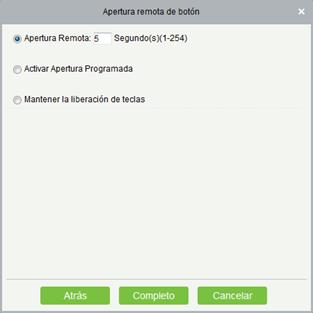 Apertura remota de botón
Apertura Remota: 5 Segundo(s)(1-254)
Activar Apertura Programada
Mantener la liberación de teclas
Atrás Completo Cancelar